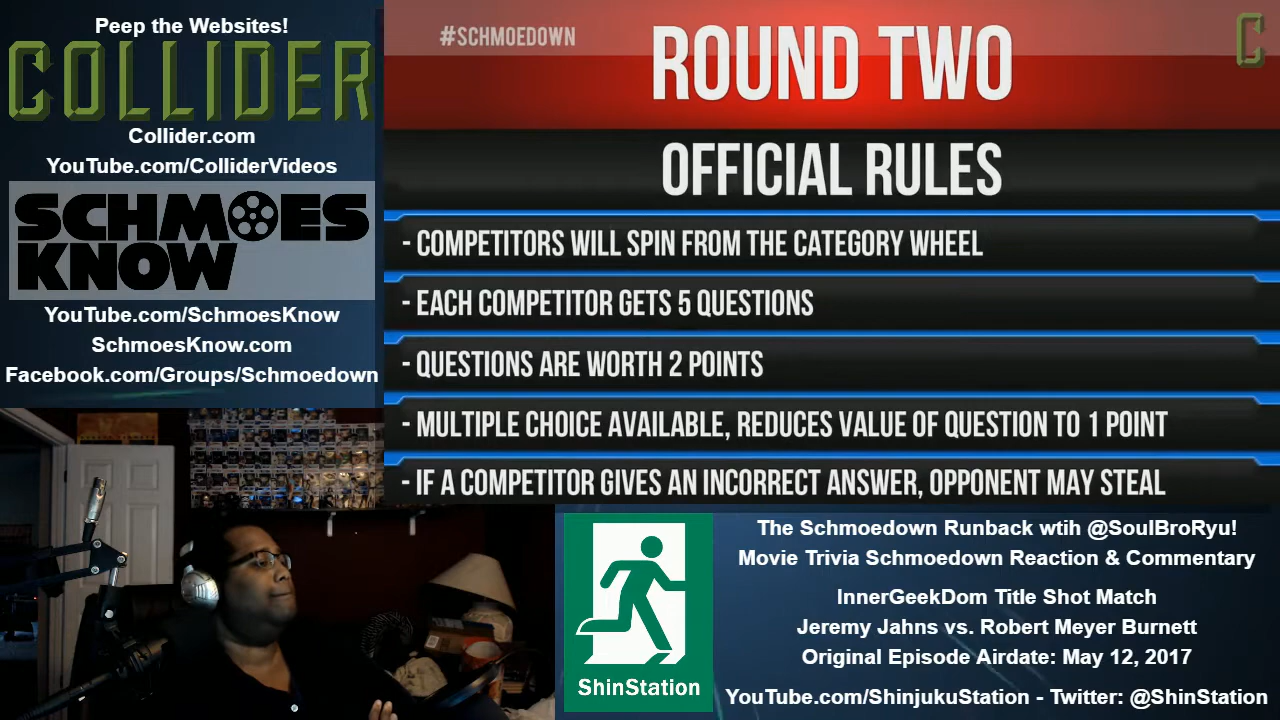 Peep the Websites!
COLLIDER
Collider.com
YouTube.com/ColliderVideos
SCHMOES
KNOW
YouTube.com/SchmoesKnow
SchmoesKnow.com
Facebook.com/Groups/Schmoedown
#SCHMOEDOWN
C
ROUND TWO
OFFICIAL RULES
- COMPETITORS WILL SPIN FROM THE CATEGORY WHEEL
- EACH COMPETITOR GETS 5 QUESTIONS
- QUESTIONS ARE WORTH 2 POINTS
- MULTIPLE CHOICE AVAILABLE, REDUCES VALUE OF QUESTION TO 1 POINT
- IF A COMPETITOR GIVES AN INCORRECT ANSWER, OPPONENT MAY STEAL
ShinStation
The Schmoedown Runback wtih @SoulBroRyu!
Movie Trivia Schmoedown Reaction & Commentary
InnerGeekDom Title Shot Match
Jeremy Jahns vs. Robert Meyer Burnett
Original Episode Airdate: May 12, 2017
YouTube.com/ShinjukuStation - Twitter: @ShinStation